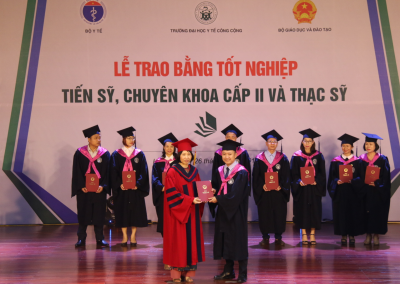 BỘ Y TẾ
TRƯỜNG ĐẠI HỌC Y TẾ CÔNG CỘNG
BỘ GIÁO DỤC VÀ ĐÀO TẠO
LỄ TRAO BẰNG TỐT NGHIỆP
TIẾN SỸ, CHUYÊN KHOA CẤP II VÀ THẠC SỸ